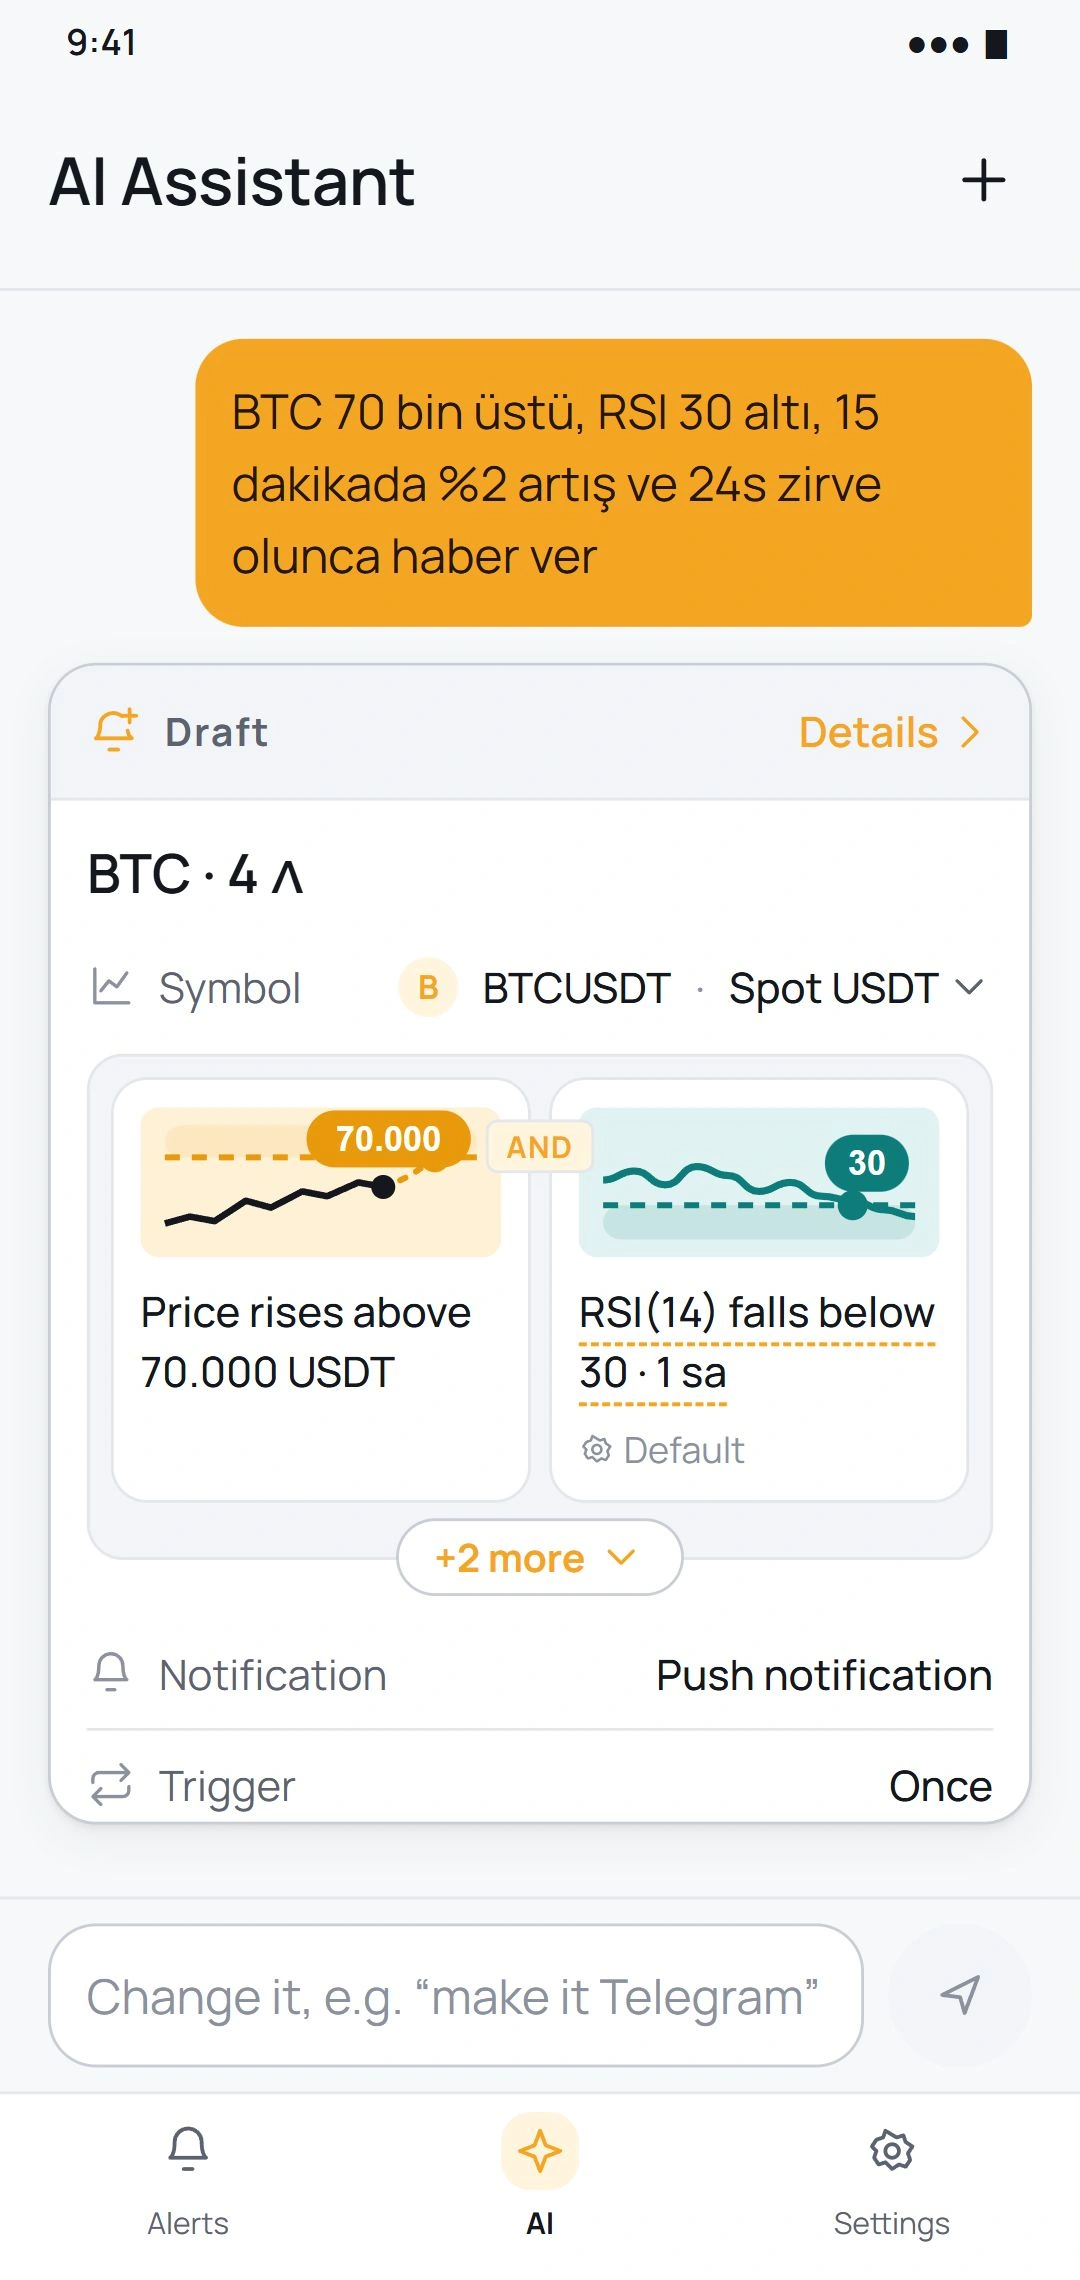 9:41
AI Assistant
BTC 70 bin üstü, RSI 30 altı, 15
dakikada %2 artış ve 24s zirve
olunca haber ver
Draft
Details
BTC · 4 ∧
Symbol
B
BTCUSDT · Spot USDT
70.000
AND
30
Price rises above
70.000 USDT
RSI(14) falls below
30 · 1 sa
Default
+2 more
Notification
Push notification
Trigger
Once
Change it, e.g. “make it Telegram”
Alerts
AI
Settings